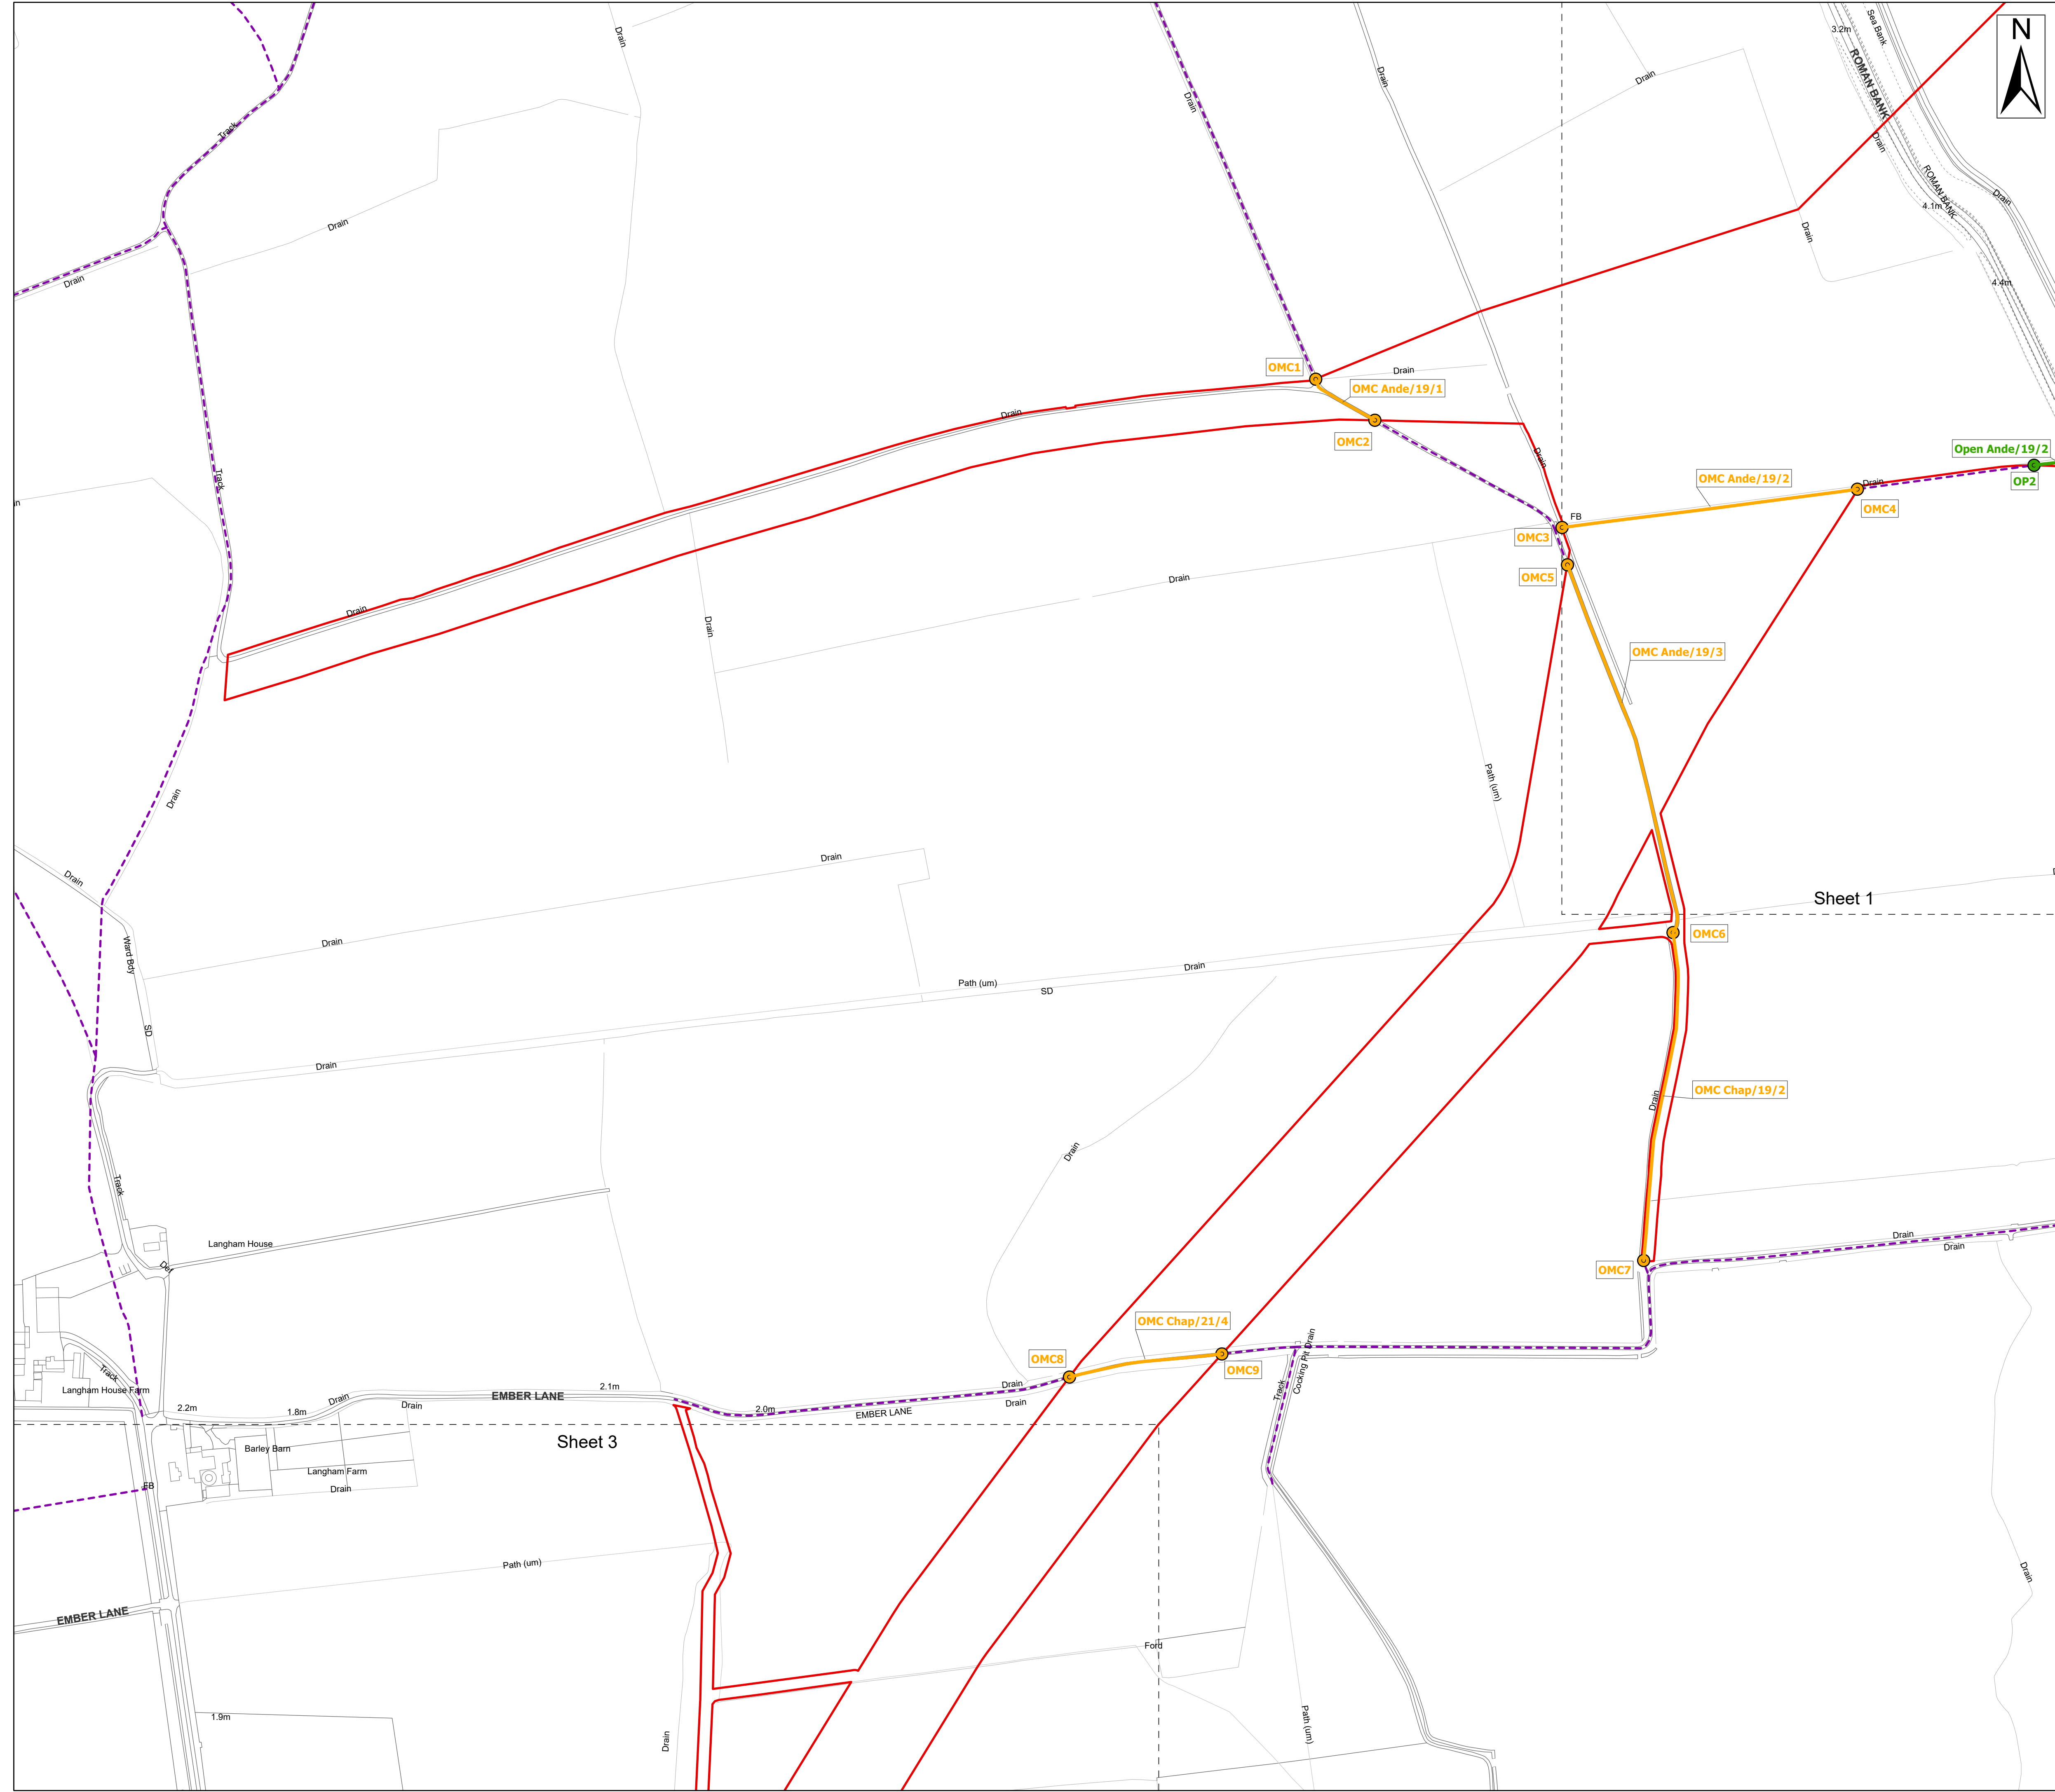 Drain
3.2m
Sea Bank
N
ROMAN BANK
Drain
Drain
Drain
Drain
Track
ROMAN BANK
Drain
4.1m
Drain
Drain
Drain
4.4m
Drain
OMC1
Drain
OMC Ande/19/1
Drain
OMC2
Drain
Open Ande/19/2
Track
OMC Ande/19/2
Drain
OP2
OMC4
FB
OMC3
OMC5
Drain
Drain
Drain
OMC Ande/19/3
Path (um)
Drain
Drain
Drain
Sheet 1
OMC6
Drain
Ward Bdy
Drain
Path (um)
SD
SD
Drain
OMC Chap/19/2
Drain
Drain
Track
Langham House
Drain
Drain
Def
OMC7
OMC Chap/21/4
Cocking Pit Drain
OMC8
OMC9
Track
Langham House Farm
Drain
Drain
Track
2.1m
EMBER LANE
Drain
2.2m
1.8m
Drain
2.0m
EMBER LANE
Sheet 3
Barley Barn
Langham Farm
FB
Drain
Path (um)
Drain
EMBER LANE
Ford
1.9m
Drain
Path (um)